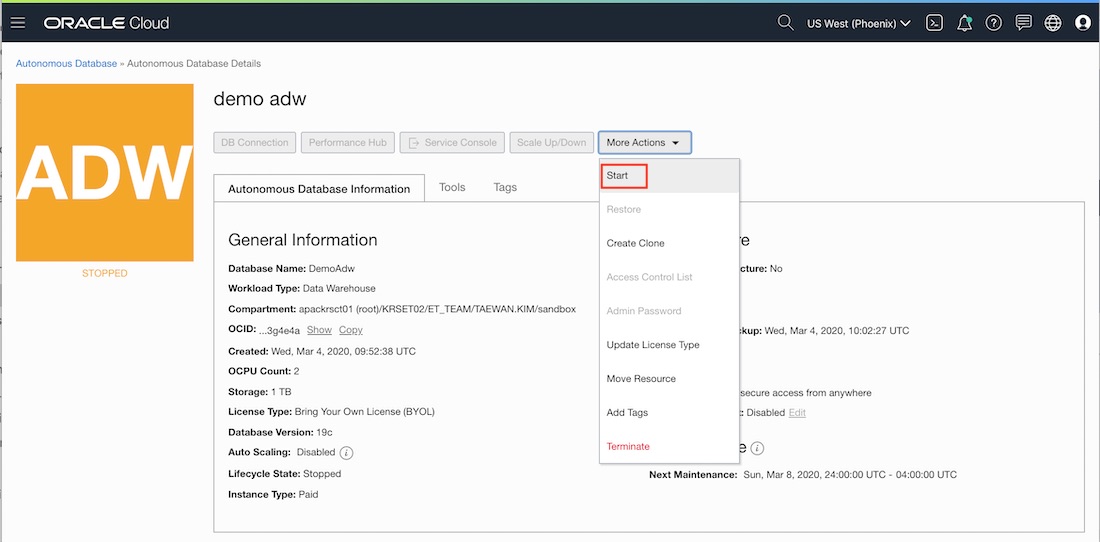 ORACLE Cloud
US West (Phoenix)
Autonomous Database » Autonomous Database Details
ADW
STOPPED
demo adw
DB Connection
Performance Hub
Service Console
Scale Up/Down
More Actions
Start
Restore
Create Clone
Access Control List
Admin Password
Update License Type
Move Resource
Add Tags
Terminate
Autonomous Database Information
Tools
Tags
General Information
Database Name: DemoAdw
Workload Type: Data Warehouse
Compartment: apackrsct01 (root)/KRSET02/ET_TEAM/TAEWAN.KIM/sandbox
OCID: ...3g4e4a Show Copy
Created: Wed, Mar 4, 2020, 09:52:38 UTC
OCPU Count: 2
Storage: 1 TB
License Type: Bring Your Own License (BYOL)
Database Version: 19c
Auto Scaling: Disabled
Lifecycle State: Stopped
Instance Type: Paid
re
cture: No
kup: Wed, Mar 4, 2020, 10:02:27 UTC
secure access from anywhere
: Disabled Edit
e
Next Maintenance: Sun, Mar 8, 2020, 24:00:00 UTC - 04:00:00 UTC